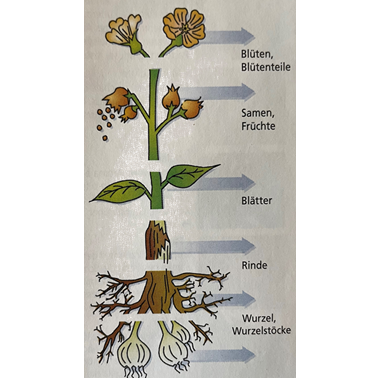 Blüten,
Blütenteile
Samen,
Früchte
Blätter
Rinde
Wurzel,
Wurzelstöcke